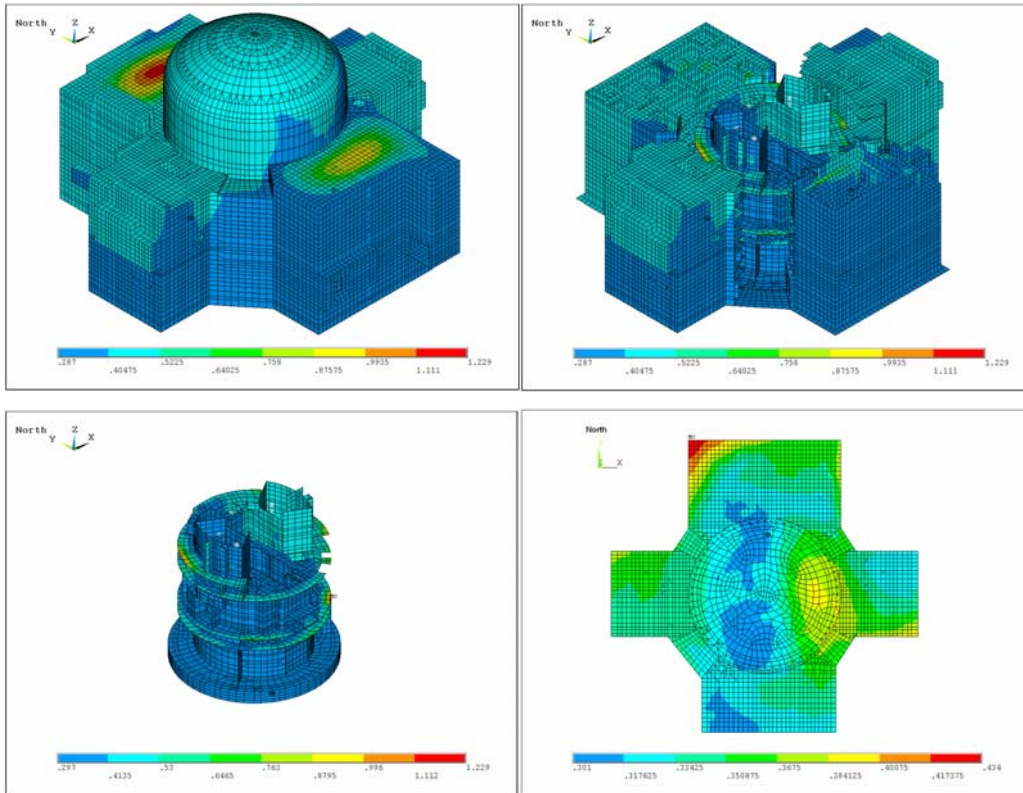 North
Z
Y
X
.287
.5225
.758
.9935
1.229
.40475
.64025
.87575
1.111
North
Z
Y
X
.287
.5225
.758
.9935
1.229
.40475
.64025
.87575
1.111
North
Z
Y
X
.297
.53
.763
.996
1.229
.4135
.6465
.8795
1.112
North
X
.301
.33425
.3675
.40075
.434
.317625
.350875
.384125
.417375